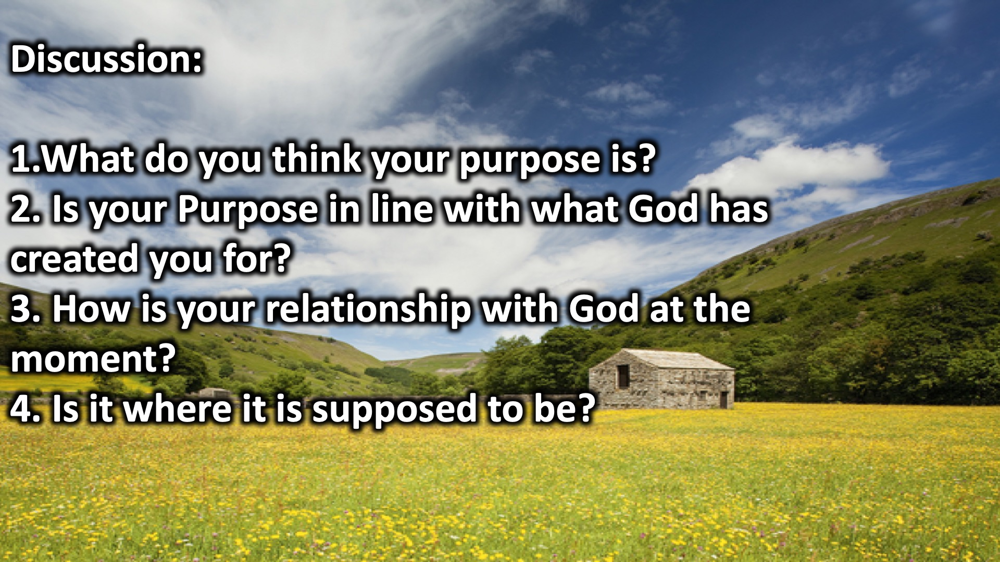 Discussion:
1.What do you think your purpose is?
2. Is your Purpose in line with what God has
created you for?
3. How is your relationship with God at the
moment?
4. Is it where it is supposed to be?